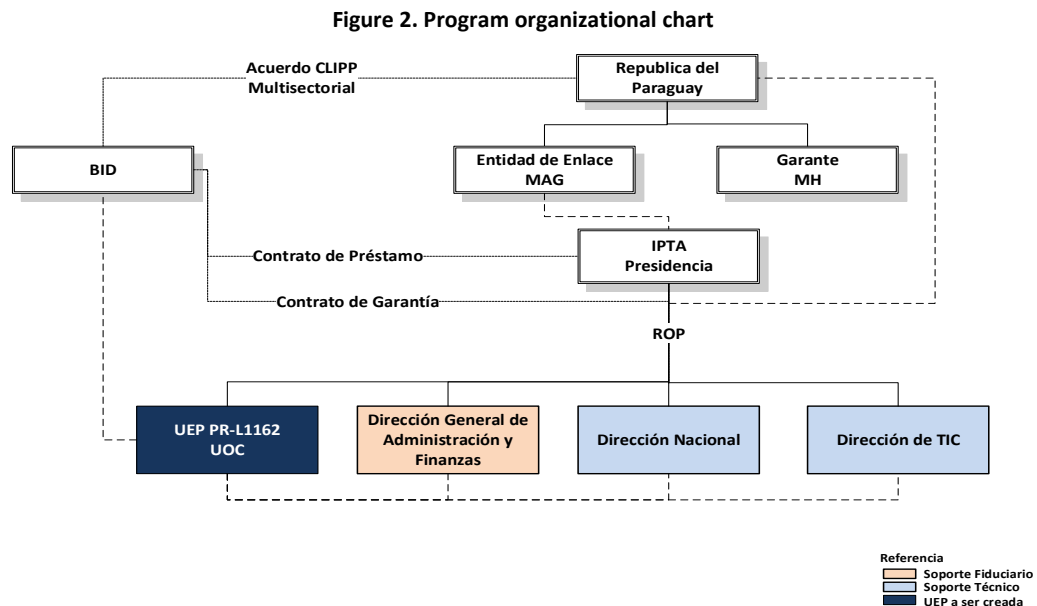 Figure 2. Program organizational chart
Acuerdo CLIPP
Multisectorial
Republica del
Paraguay
BID
Entidad de Enlace
MAG
Garante
MH
Contrato de Préstamo
IPTA
Presidencia
Contrato de Garantía
ROP
UEP PR-L1162
UOC
Dirección General de
Administración y
Finanzas
Dirección Nacional
Dirección de TIC
Referencia
Soporte Fiduciario
Soporte Técnico
UEP a ser creada